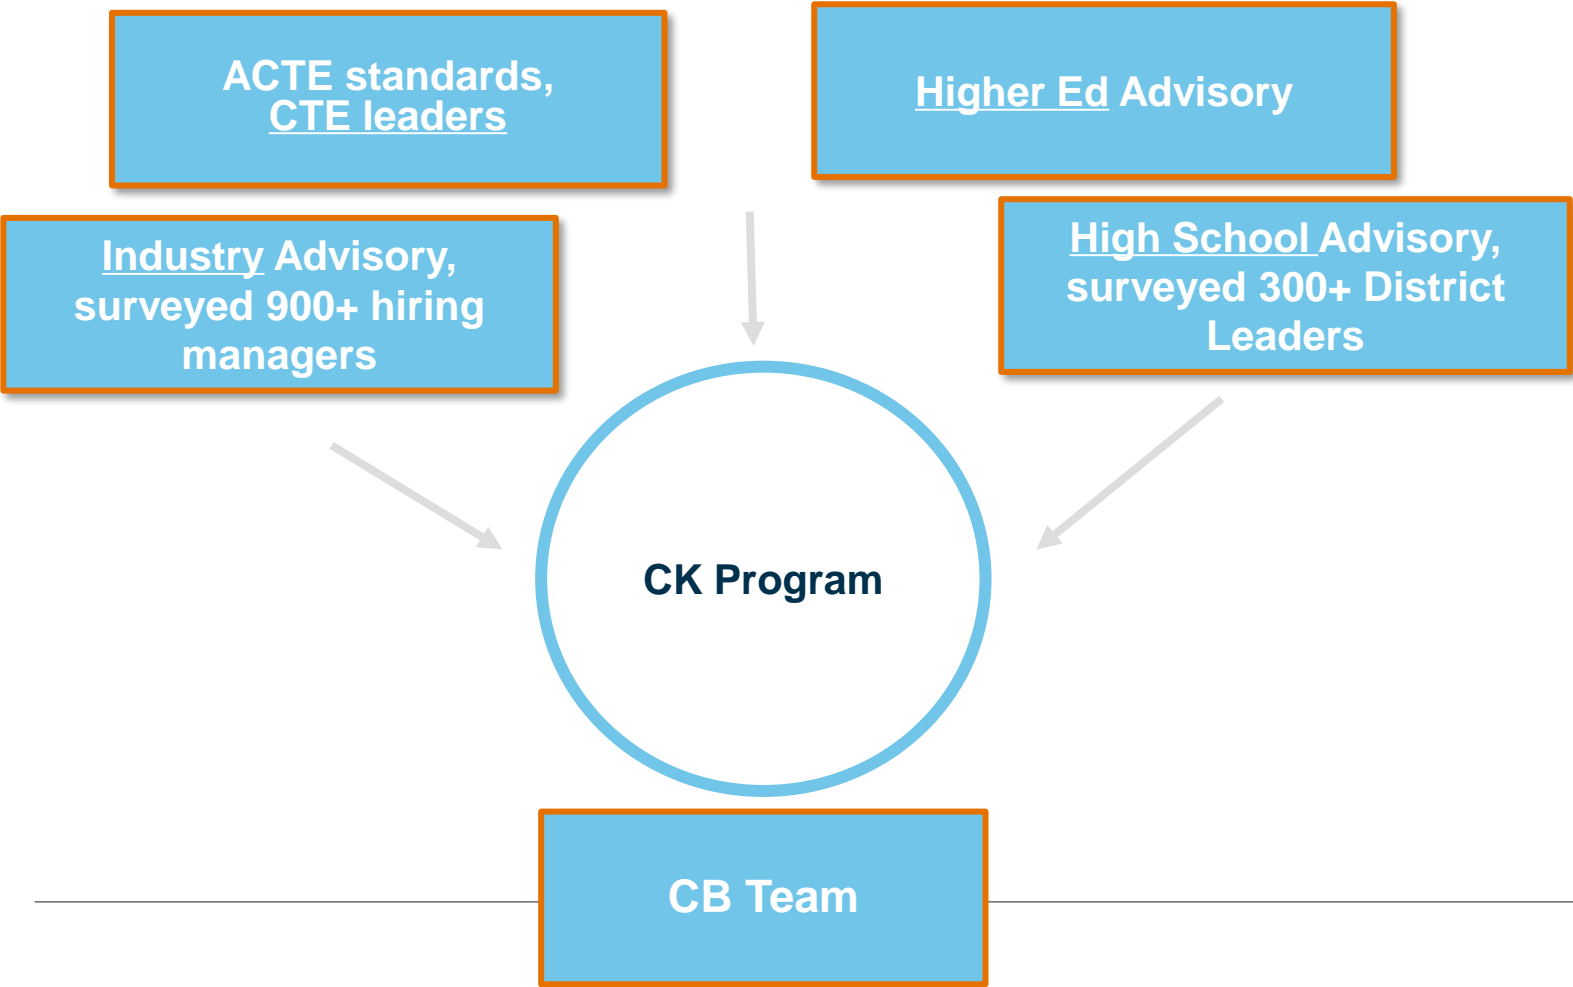 ACTE standards,
CTE leaders
Higher Ed Advisory
Industry Advisory,
surveyed 900+ hiring
managers
High School Advisory,
surveyed 300+ District
Leaders
CK Program
CB Team